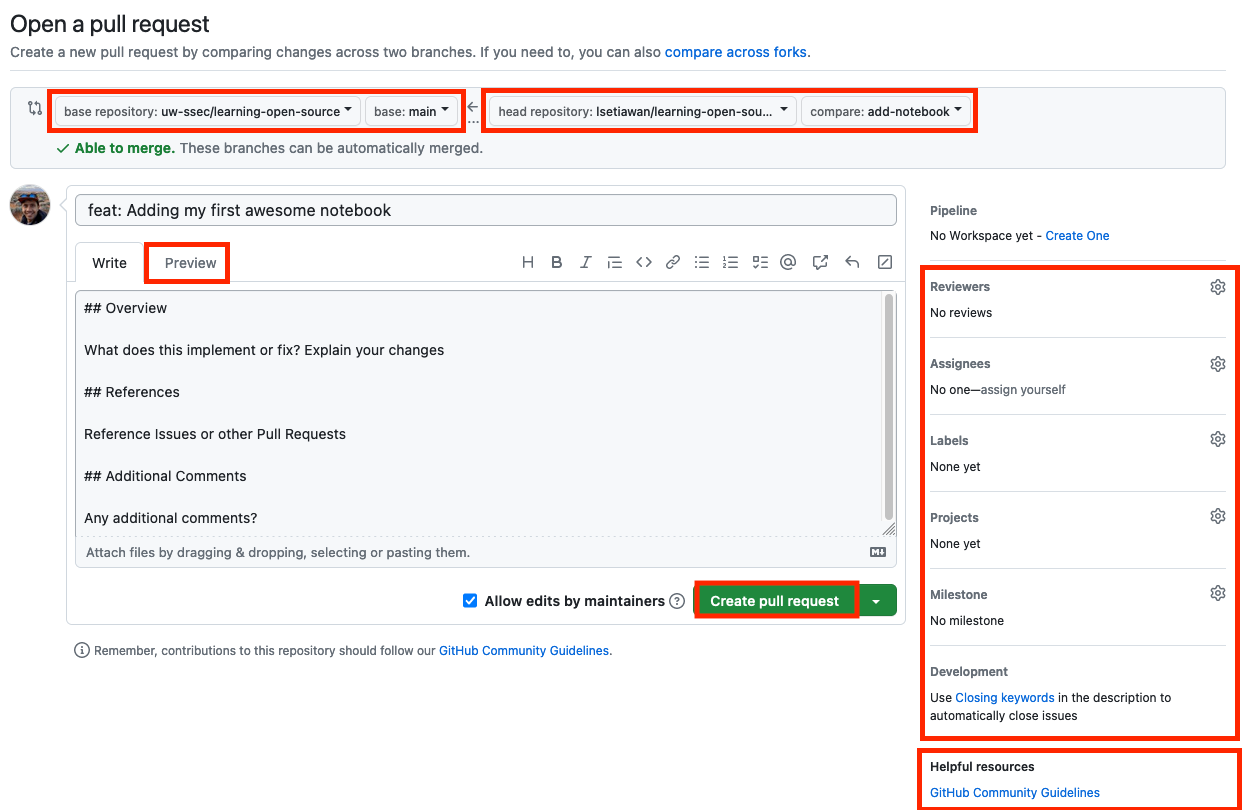 Open a pull request
Create a new pull request by comparing changes across two branches. If you need to, you can also compare across forks.
base repository: uw-ssec/learning-open-source base: main head repository: lsetiawan/learning-open-sou... compare: add-notebook
Able to merge. These branches can be automatically merged.
feat: Adding my first awesome notebook
Write Preview
## Overview
What does this implement or fix? Explain your changes
## References
Reference Issues or other Pull Requests
## Additional Comments
Any additional comments?
Attach files by dragging & dropping, selecting or pasting them.
Allow edits by maintainers Create pull request
Remember, contributions to this repository should follow our GitHub Community Guidelines.
Pipeline
No Workspace yet - Create One
Reviewers
No reviews
Assignees
No one—assign yourself
Labels
None yet
Projects
None yet
Milestone
No milestone
Development
Use Closing keywords in the description to
automatically close issues
Helpful resources
GitHub Community Guidelines